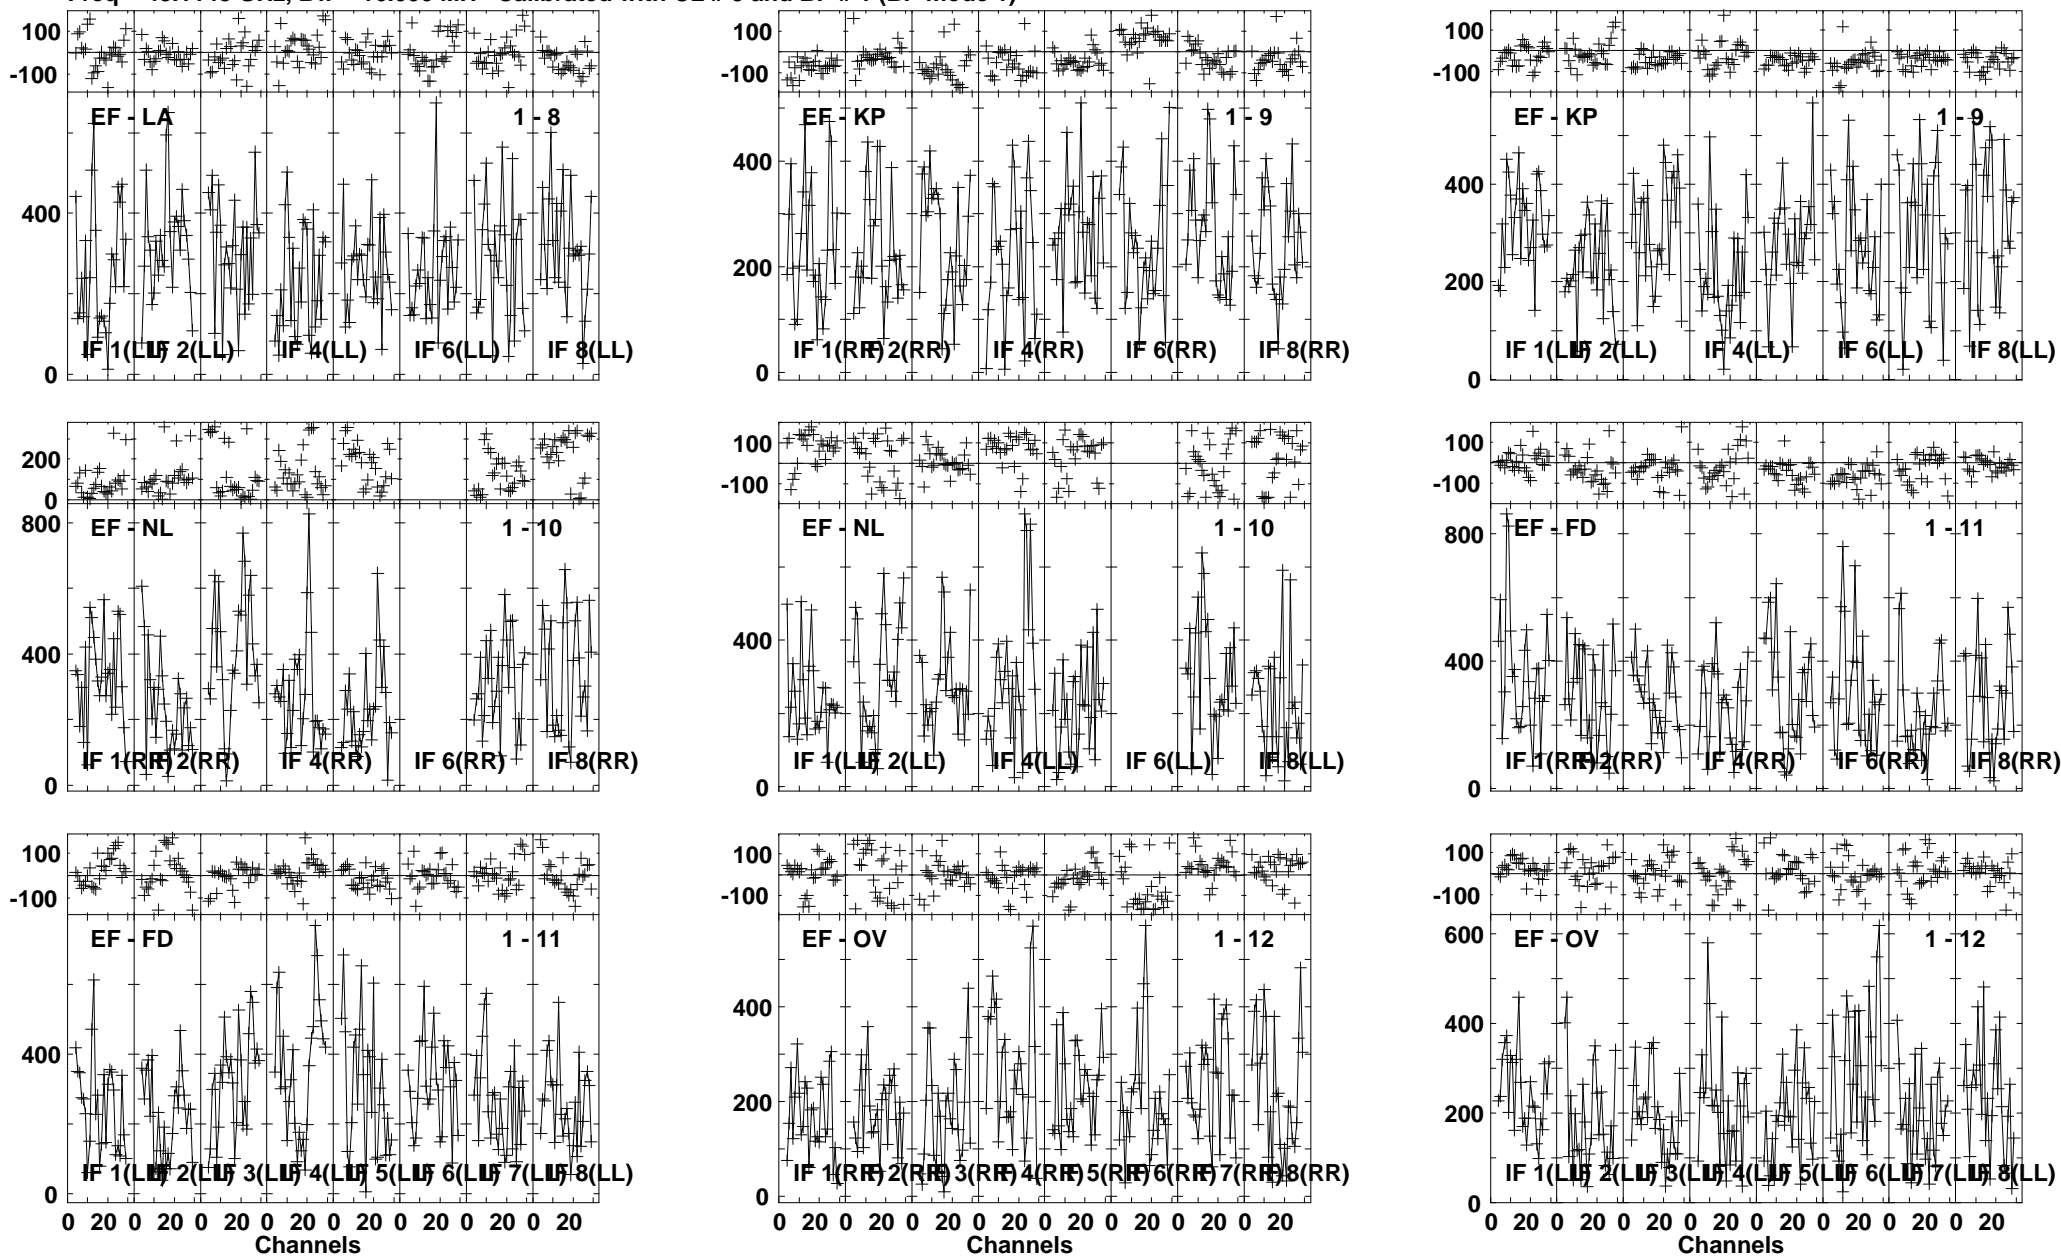 100
-100
EF - LA
1 - 8
400
0
IF 1(LL) IF 2(LL) IF 4(LL) IF 6(LL) IF 8(LL)
100
-100
EF - KP
1 - 9
400
200
0
IF 1(RR) IF 2(RR) IF 4(RR) IF 6(RR) IF 8(RR)
100
-100
EF - KP
1 - 9
400
200
0
IF 1(LL) IF 2(LL) IF 4(LL) IF 6(LL) IF 8(LL)
200
0
EF - NL
1 - 10
800
400
0
IF 1(RR) IF 2(RR) IF 4(RR) IF 6(RR) IF 8(RR)
100
-100
EF - NL
1 - 10
400
0
IF 1(LL) IF 2(LL) IF 4(LL) IF 6(LL) IF 8(LL)
100
-100
EF - FD
1 - 11
800
400
0
IF 1(RR) IF 2(RR) IF 4(RR) IF 6(RR) IF 8(RR)
100
-100
EF - FD
1 - 11
400
0
IF 1(LL) IF 2(LL) IF 3(LL) IF 4(LL) IF 5(LL) IF 6(LL) IF 7(LL) IF 8(LL)
0 20 0 20 0 20 0 20 0 20 0 20 0 20 0 20
Channels
100
-100
EF - OV
1 - 12
400
200
0
IF 1(RR) IF 2(RR) IF 3(RR) IF 4(RR) IF 5(RR) IF 6(RR) IF 7(RR) IF 8(RR)
0 20 0 20 0 20 0 20 0 20 0 20 0 20 0 20
100
-100
EF - OV
1 - 12
600
400
200
0
IF 1(LL) IF 2(LL) IF 3(LL) IF 4(LL) IF 5(LL) IF 6(LL) IF 7(LL) IF 8(LL)
0 20 0 20 0 20 0 20 0 20 0 20 0 20 0 20
Channels
Channels